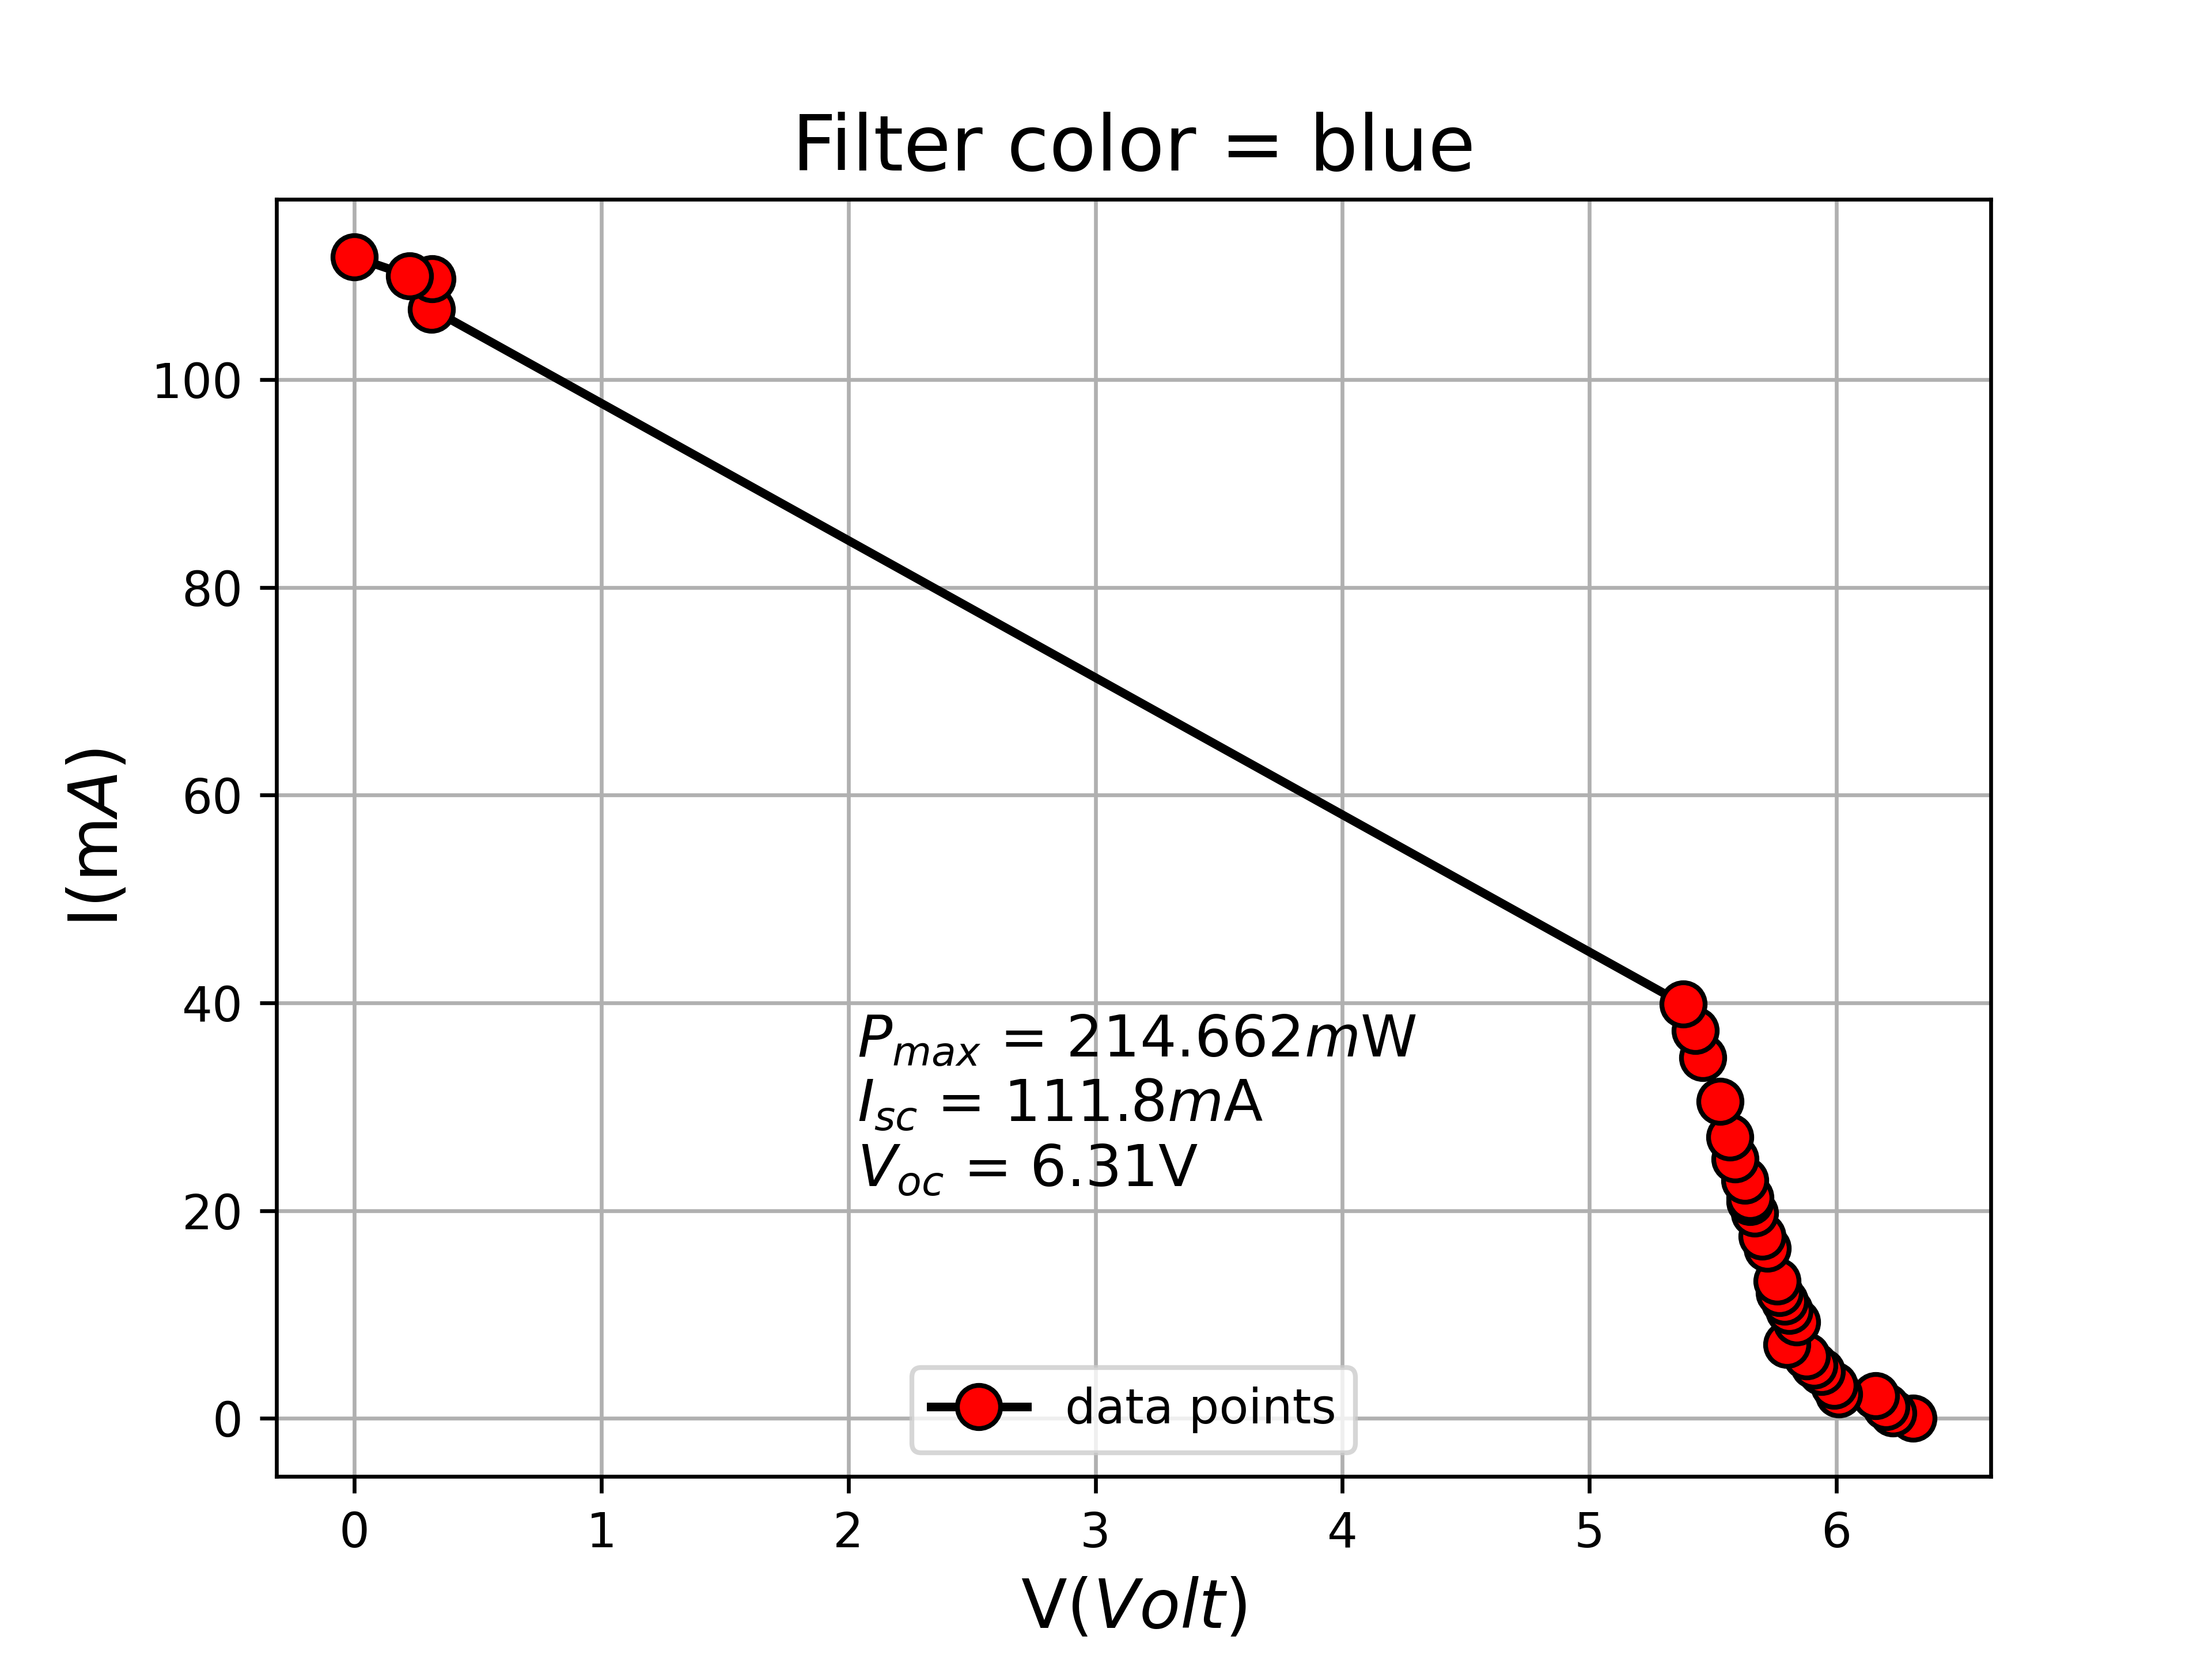 Filter color = blue
I(mA)
100
80
60
40
20
0
P_max = 214.662mW
I_sc = 111.8mA
V_oc = 6.31V
data points
0 1 2 3 4 5 6
V(Volt)